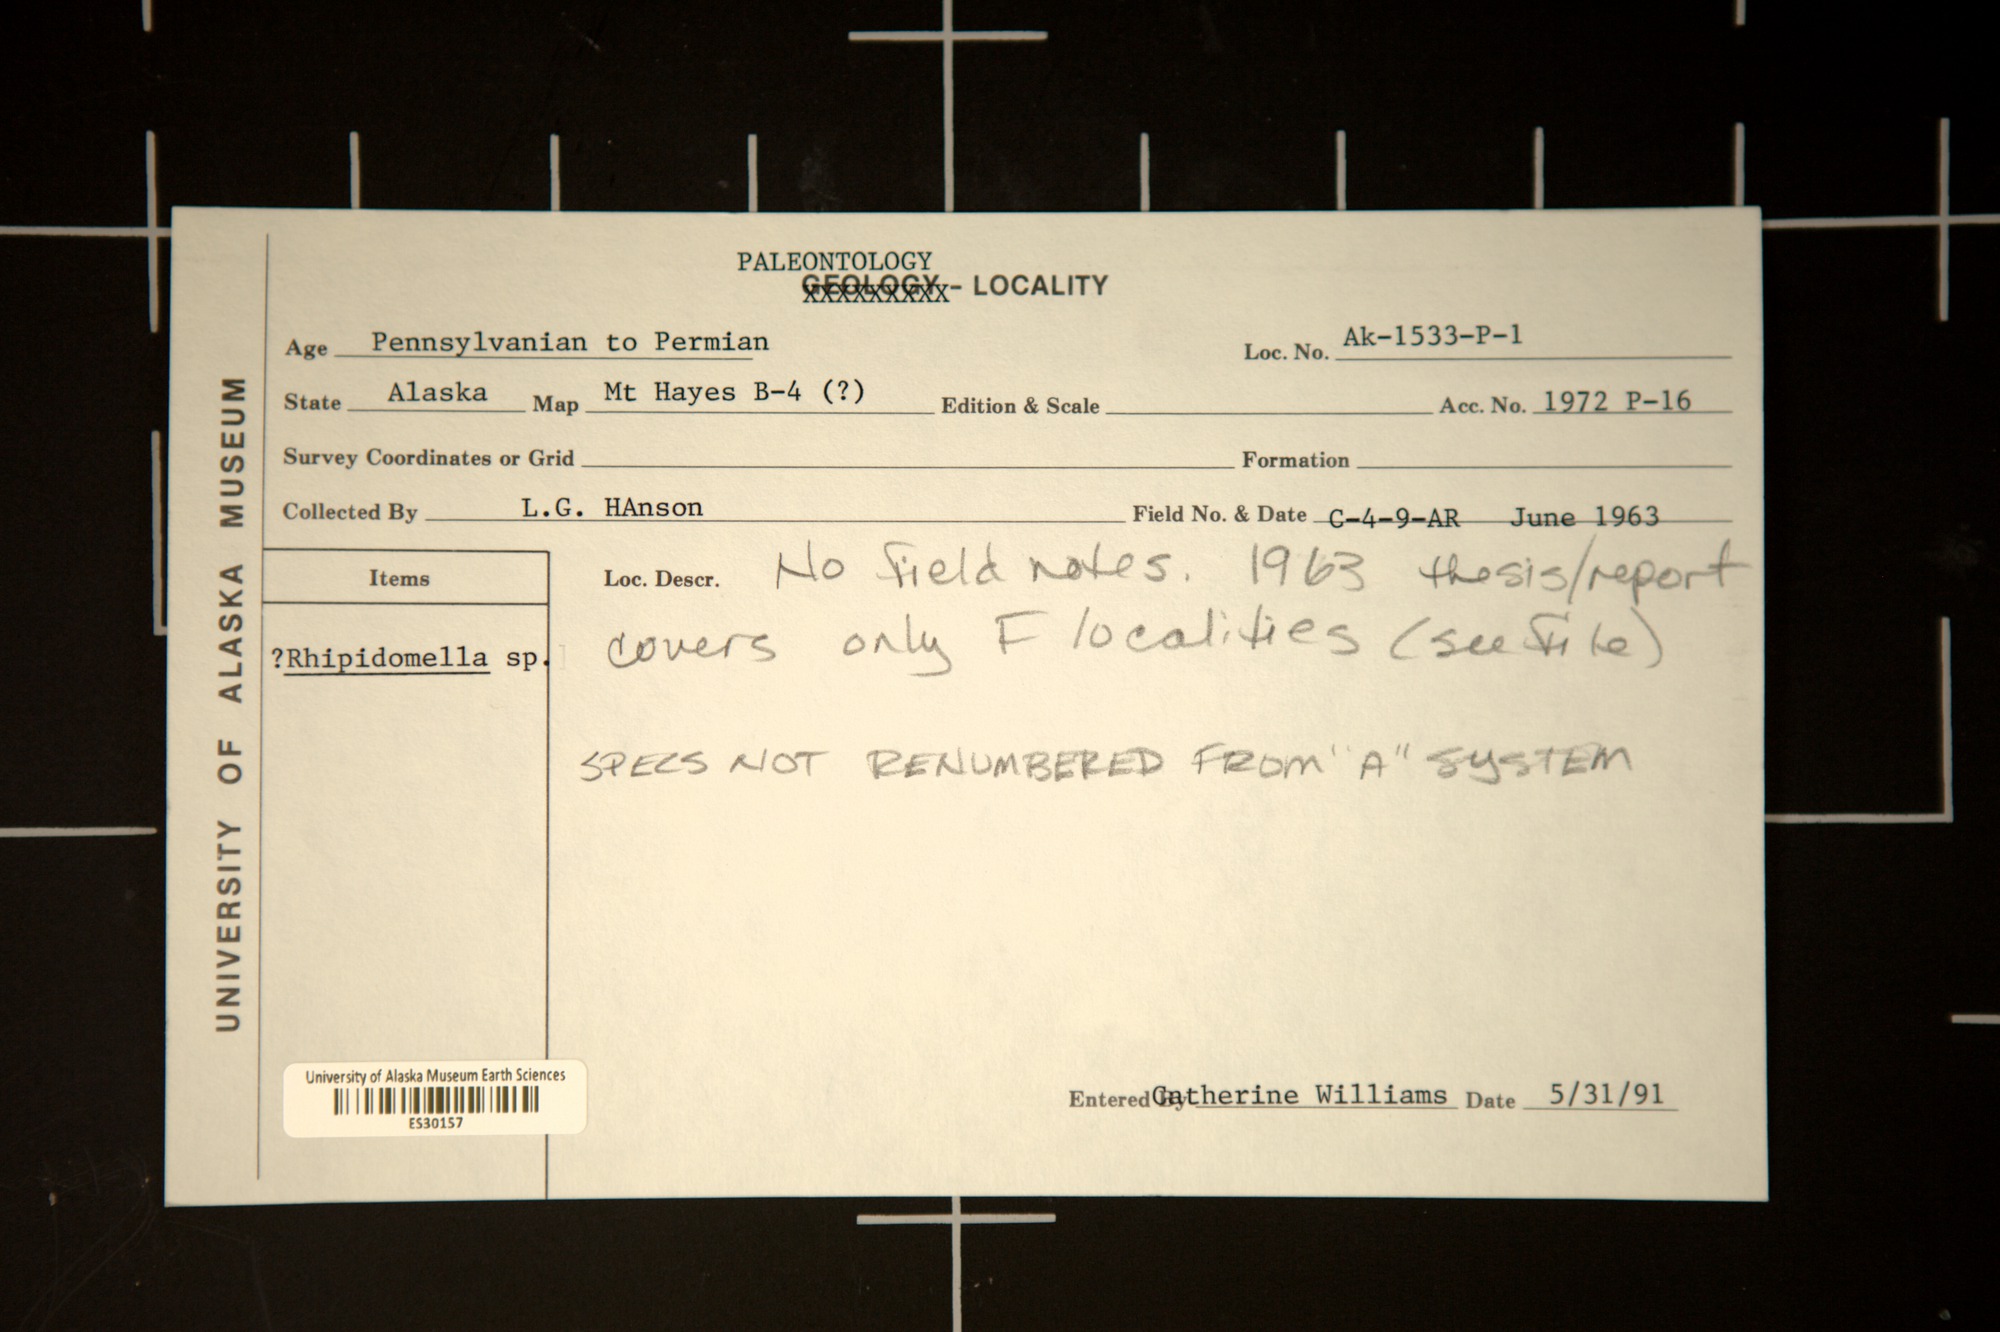 UNIVERSITY OF ALASKA MUSEUM
PALEONTOLOGY
GEOLOGY - LOCALITY
Age Pennsylvanian to Permian Loc. No. Ak-1533-P-1
State Alaska Map Mt Hayes B-4 (?) Edition & Scale Acc. No. 1972 P-16
Survey Coordinates or Grid Formation
Collected By L.G. HAnson Field No. & Date C-4-9-AR June 1963
Items
?Rhipidomella sp.
Loc. Descr. No field notes. 1963 thesis/report
covers only F localities (see file)
SPECS NOT RENUMBERED FROM "A" SYSTEM
Entered By Catherine Williams Date 5/31/91
University of Alaska Museum Earth Sciences
ES30157